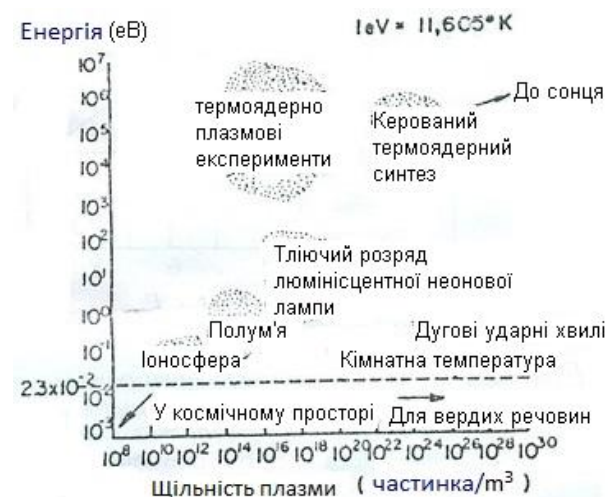 Енергія (еВ)
1eV = 11,605°K
10⁷
10⁶
10⁵
10⁴
10³
10²
10¹
10⁰
10⁻¹
2.3x10⁻²
10⁻²
10⁻³
До сонця
термоядерно
плазмові
експерименти
Керований
термоядерний
синтез
Тліючий розряд
люмінісцентної неонової
лампи
Полум'я
Дугові ударні хвилі
Іоносфера
Кімнатна температура
У космічному просторі
Для вердих речовин
10⁸ 10¹⁰ 10¹² 10¹⁴ 10¹⁶ 10¹⁸ 10²⁰ 10²² 10²⁴ 10²⁶ 10²⁸ 10³⁰
Щільність плазми ( частинка/m³ )